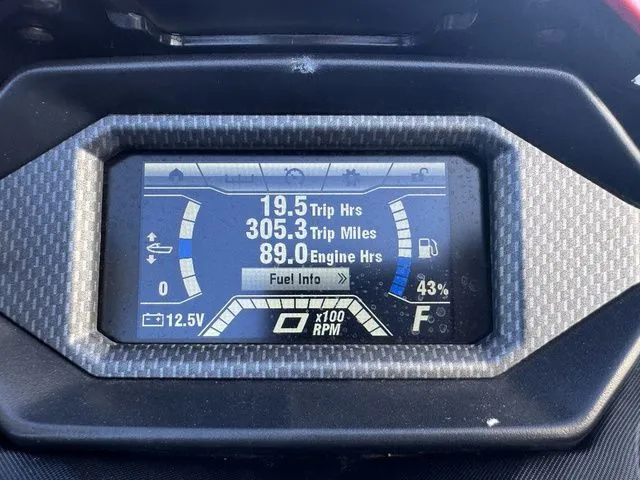 19.5 Trip Hrs
305.3 Trip Miles
89.0 Engine Hrs
Fuel Info »
0
43%
12.5V
0 x100 RPM
F